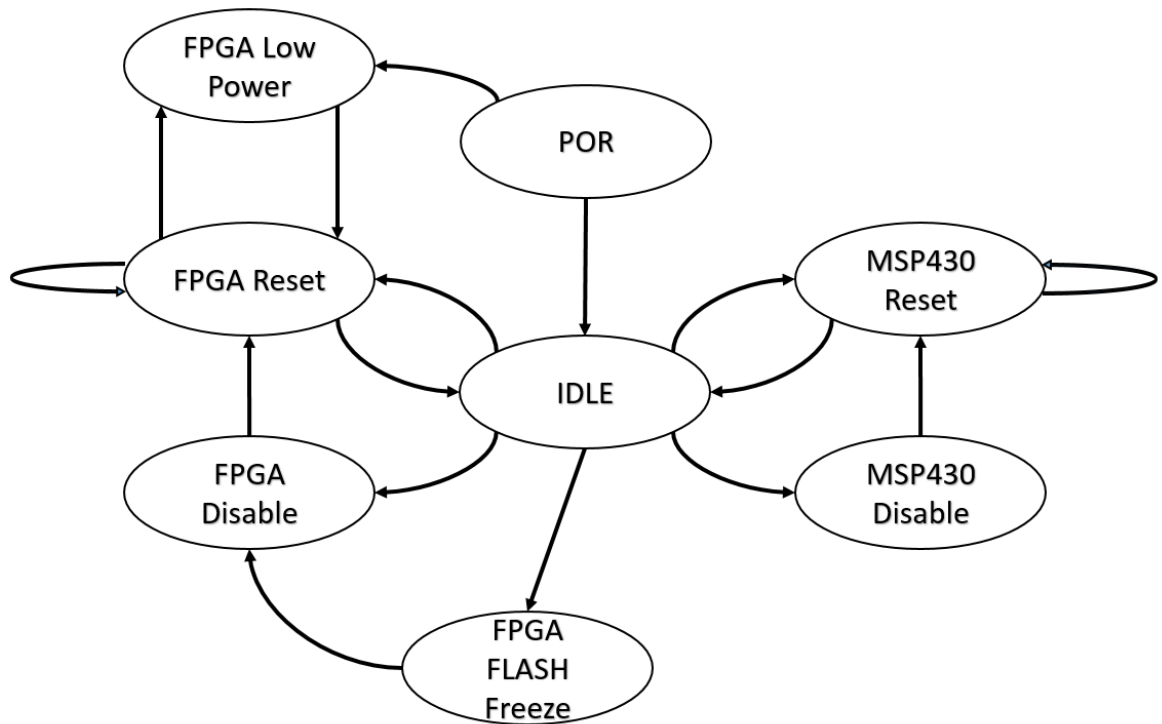 FPGA Low
Power
POR
FPGA Reset
MSP430
Reset
IDLE
FPGA
Disable
MSP430
Disable
FPGA
FLASH
Freeze